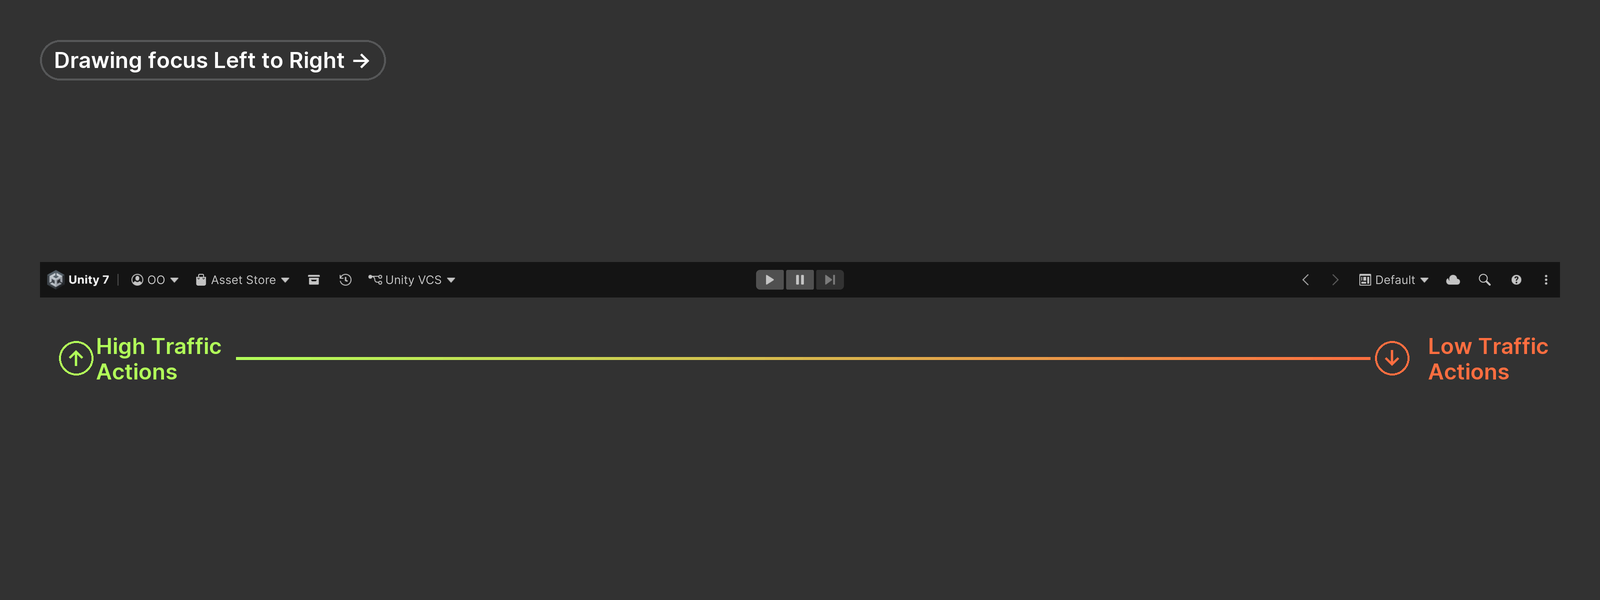 Drawing focus Left to Right →
Unity 7 | OO Asset Store Unity VCS Default
High Traffic
Actions
Low Traffic
Actions